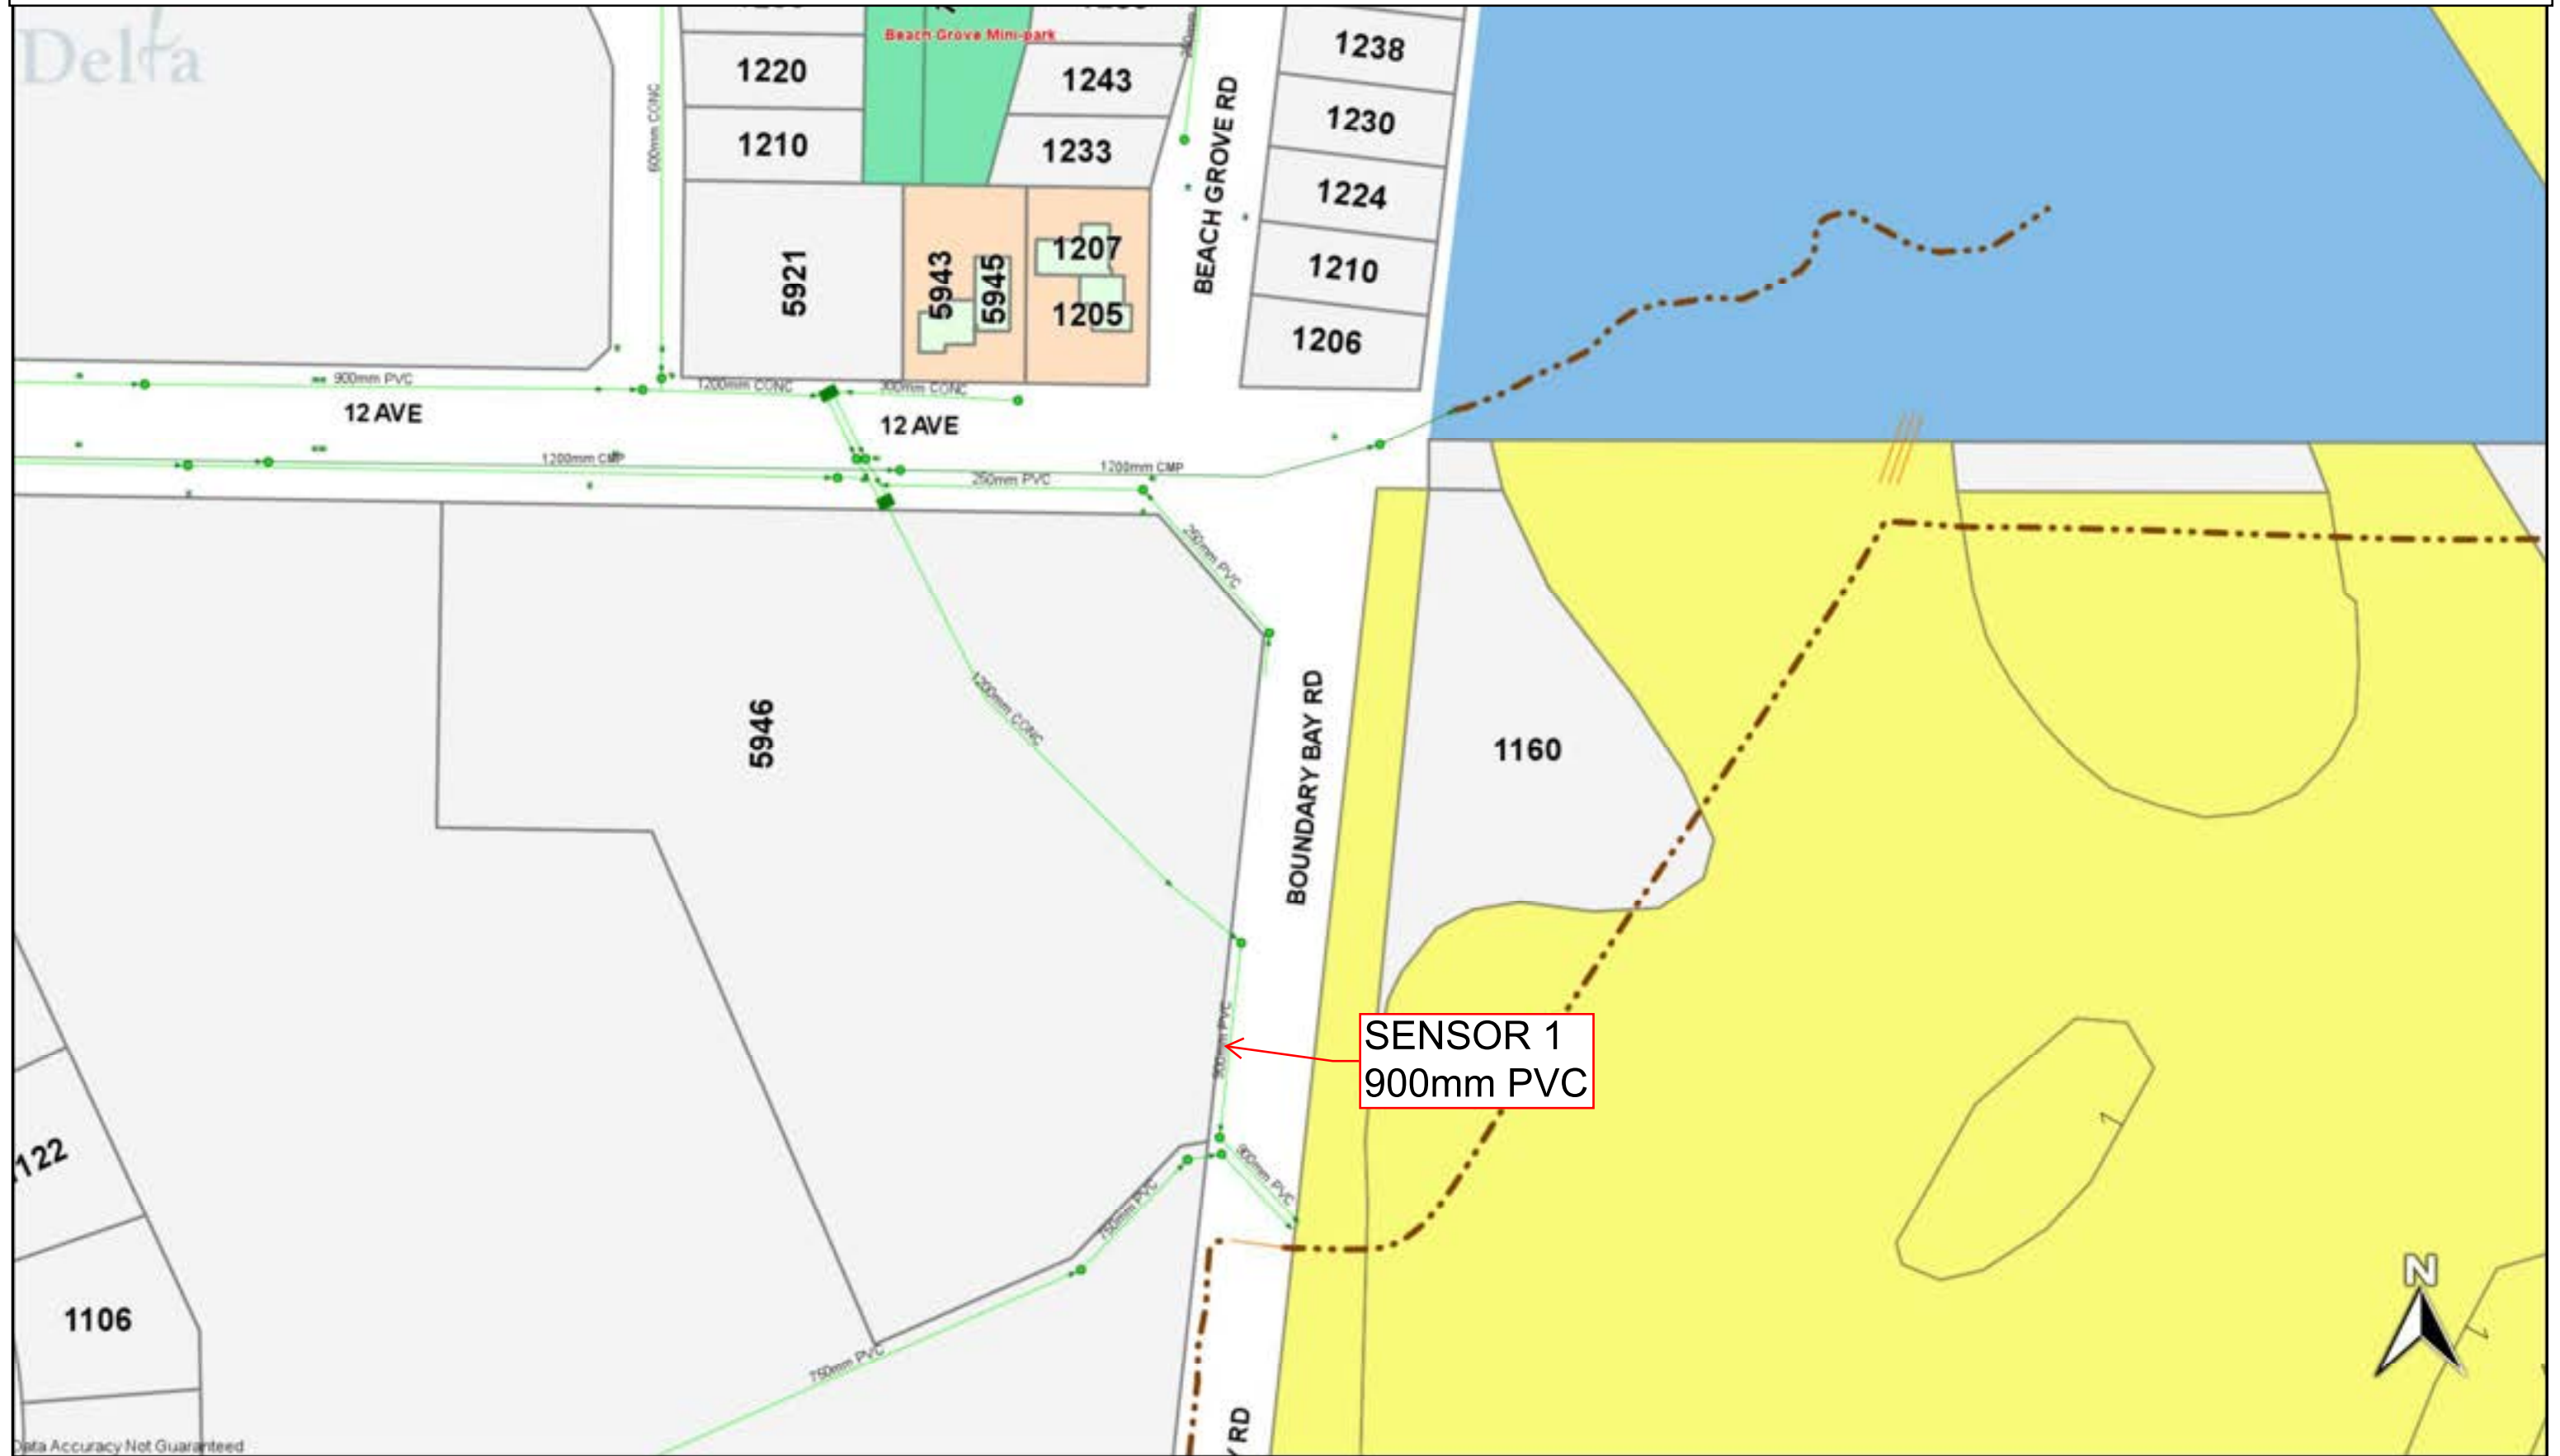 Delta
Beach Grove Mini-park
1220
1243
1238
1210
1233
1230
600mm CONC
BEACH GROVE RD
1224
5921
5943
5945
1207
1205
1210
1206
900mm PVC
1200mm CONC
300mm CONC
12 AVE
12 AVE
1200mm CMP
1200mm CMP
250mm PVC
250mm PVC
1200mm CONC
5946
BOUNDARY BAY RD
1160
900mm PVC
SENSOR 1
900mm PVC
900mm PVC
750mm PVC
750mm PVC
122
1106
N
RD
Data Accuracy Not Guaranteed